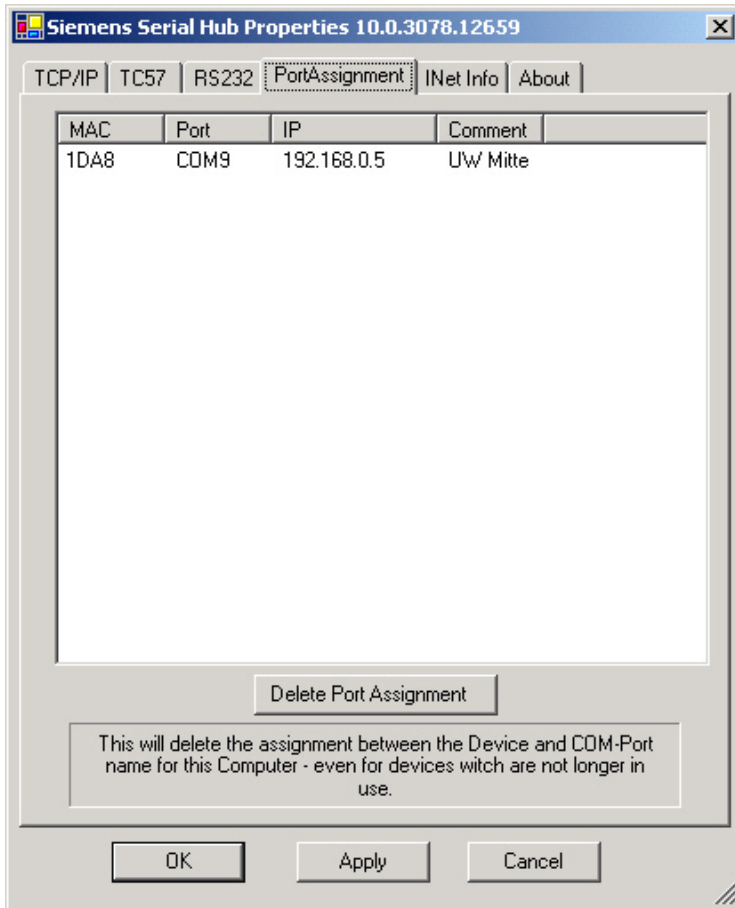 Siemens Serial Hub Properties 10.0.3078.12659
TCP/IP TC57 RS232 PortAssignment INet Info About
MAC Port IP Comment
1DA8 COM9 192.168.0.5 UW Mitte
Delete Port Assignment
This will delete the assignment between the Device and COM-Port
name for this Computer - even for devices witch are not longer in
use.
OK Apply Cancel